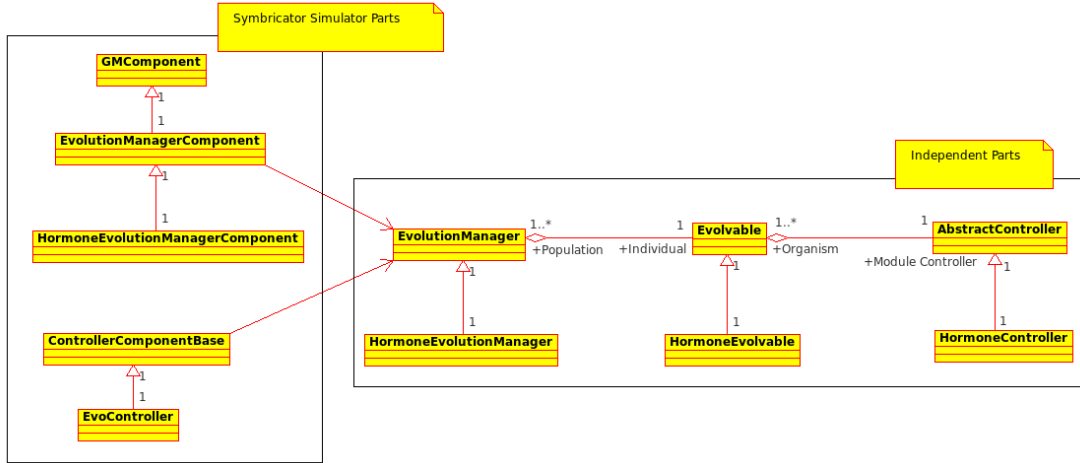 Symbricator Simulator Parts
GMComponent
1
1
EvolutionManagerComponent
1
1
HormoneEvolutionManagerComponent
ControllerComponentBase
1
1
EvoController
Independent Parts
EvolutionManager
1..*
+Population
1
+Individual
Evolvable
1..*
+Organism
1
+Module Controller
AbstractController
1
1
HormoneEvolutionManager
1
1
HormoneEvolvable
1
1
HormoneController